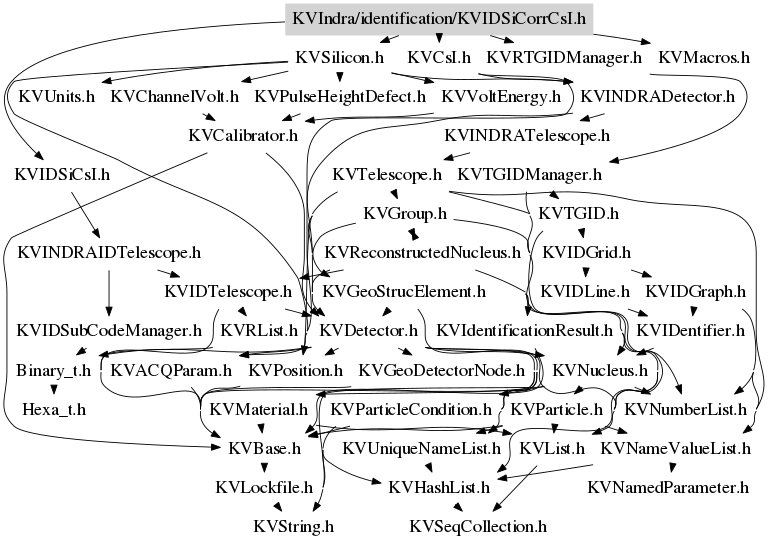 KVIndra/identification/KVIDSiCorrCsI.h
KVSilicon.h KVCsI.h KVRTGIDManager.h KVMacros.h
KVUnits.h KVChannelVolt.h KVPulseHeightDefect.h KVVoltEnergy.h KVINDRADetector.h
KVCalibrator.h KVINDRATelescope.h
KVIDSiCsI.h KVTelescope.h KVTGIDManager.h
KVGroup.h KVTGID.h
KVINDRAIDTelescope.h KVReconstructedNucleus.h KVIDGrid.h
KVIDTelescope.h KVGeoStrucElement.h KVIDLine.h KVIDGraph.h
KVIDSubCodeManager.h KVRList.h KVDetector.h KVIdentificationResult.h KVIDentifier.h
Binary_t.h KVACQParam.h KVPosition.h KVGeoDetectorNode.h KVNucleus.h
Hexa_t.h KVMaterial.h KVParticleCondition.h KVParticle.h KVNumberList.h
KVBase.h KVUniqueNameList.h KVList.h KVNameValueList.h
KVLockfile.h KVHashList.h KVNamedParameter.h
KVString.h KVSeqCollection.h